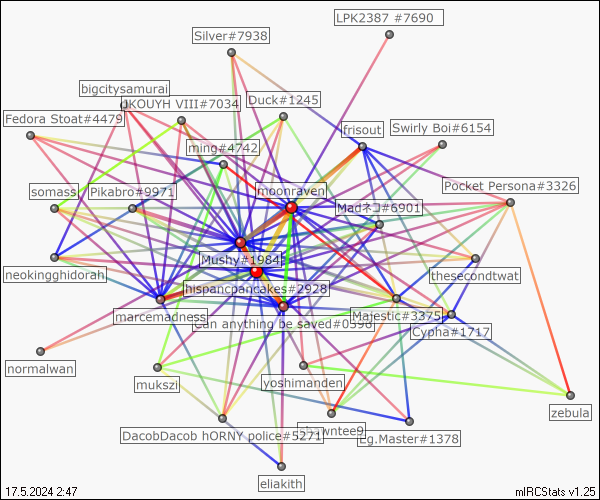 LPK2387 #7690
Silver#7938
bigcitysamurai
JKOUYH VIII#7034
Duck#1245
Fedora Stoat#4479
frisout
Swirly Boi#6154
ming#4742
somass
Pikabro#9971
moonraven
Pocket Persona#3326
Madネコ#6901
Mushy#1984
neokingghidorah
hispancpancakes#2928
thesecondtwat
marcemadness
Can anything be saved#0596
Majestic#3375
Cypha#1717
normalwan
mukszi
yoshimanden
zebula
DacobDacob hORNY police#5271
shawntee9
Lg.Master#1378
eliakith
17.5.2024 2:47
mIRCStats v1.25